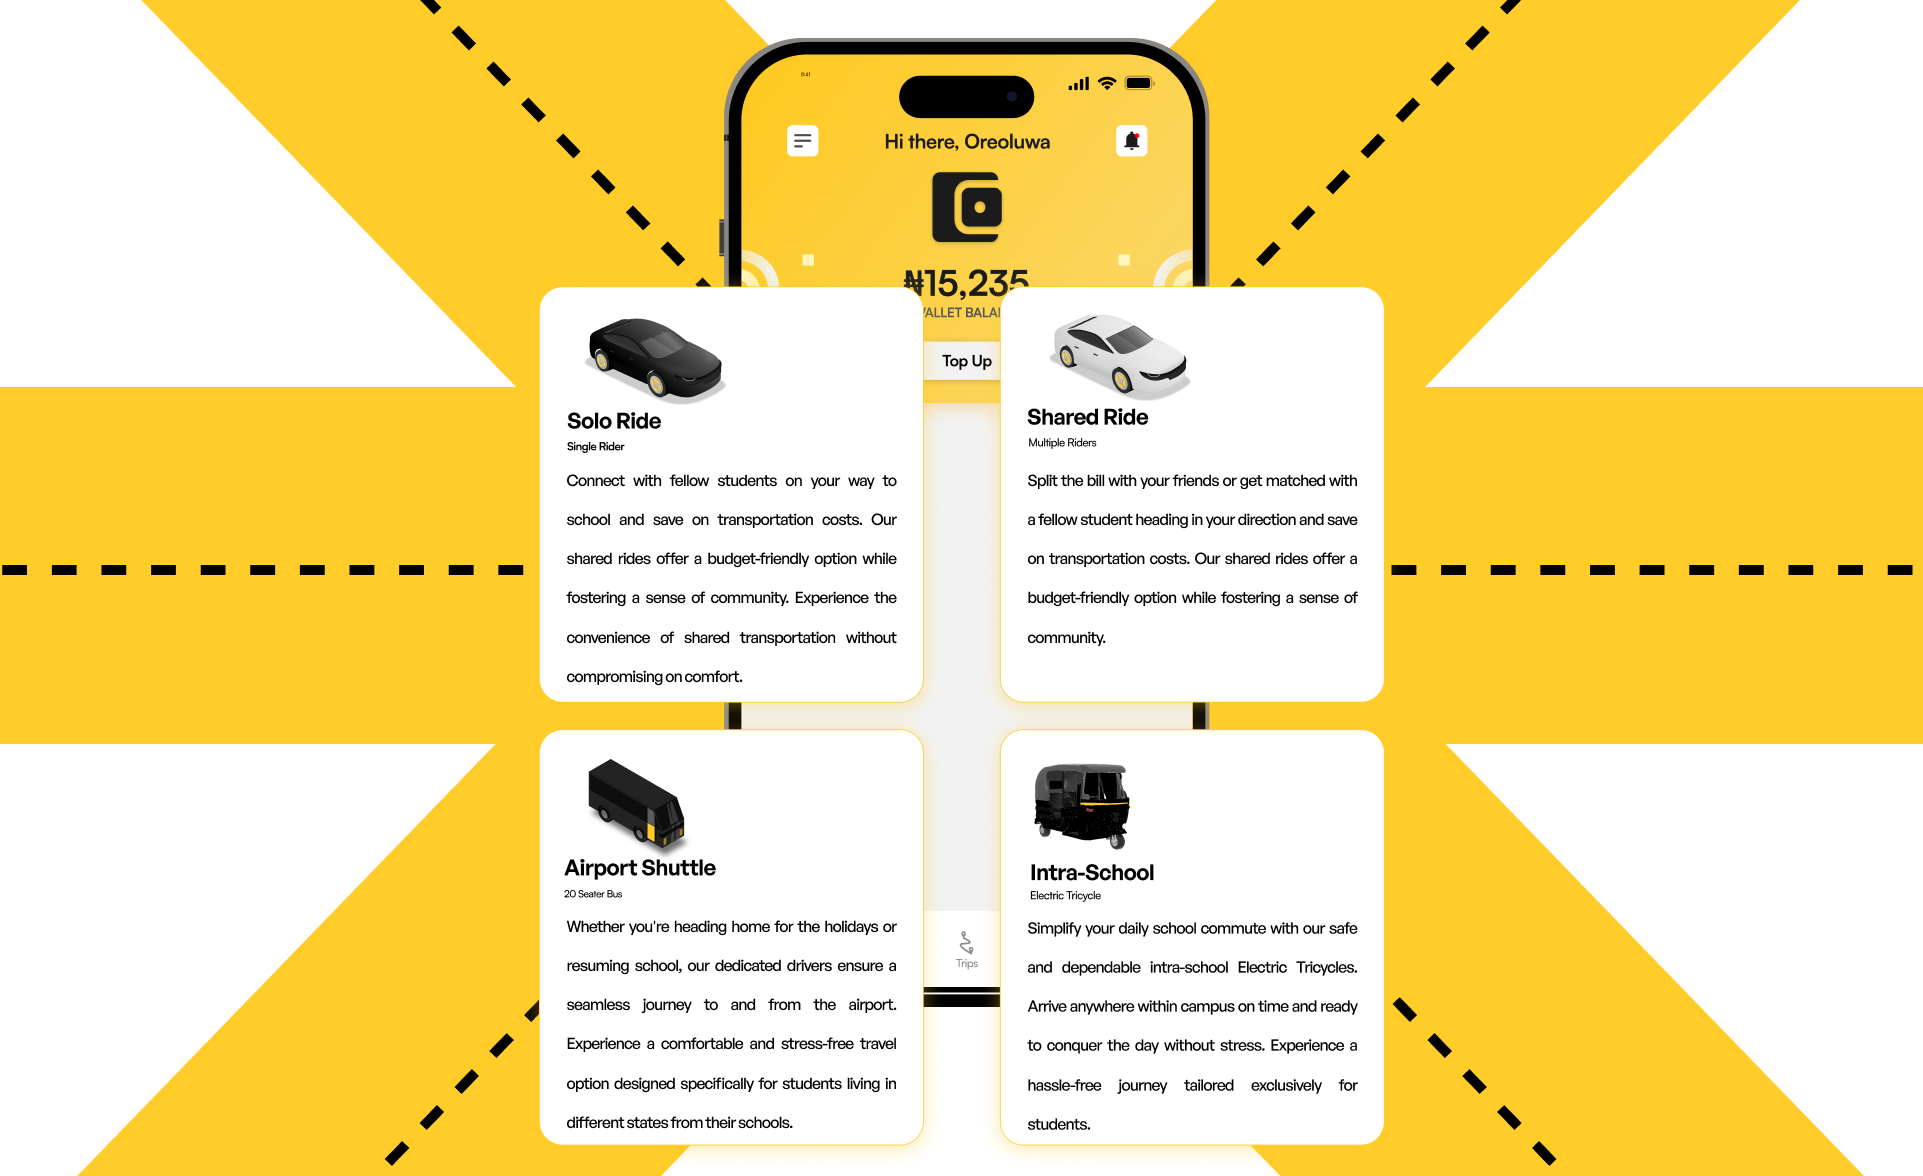 9:41
Hi there, Oreoluwa
₦15,235
WALLET BALA
Top Up
Solo Ride
Single Rider
Connect with fellow students on your way to
school and save on transportation costs. Our
shared rides offer a budget-friendly option while
fostering a sense of community. Experience the
convenience of shared transportation without
compromising on comfort.
Shared Ride
Multiple Riders
Split the bill with your friends or get matched with
a fellow student heading in your direction and save
on transportation costs. Our shared rides offer a
budget-friendly option while fostering a sense of
community.
Airport Shuttle
20 Seater Bus
Whether you're heading home for the holidays or
resuming school, our dedicated drivers ensure a
seamless journey to and from the airport.
Experience a comfortable and stress-free travel
option designed specifically for students living in
different states from their schools.
Trips
Intra-School
Electric Tricycle
Simplify your daily school commute with our safe
and dependable intra-school Electric Tricycles.
Arrive anywhere within campus on time and ready
to conquer the day without stress. Experience a
hassle-free journey tailored exclusively for
students.